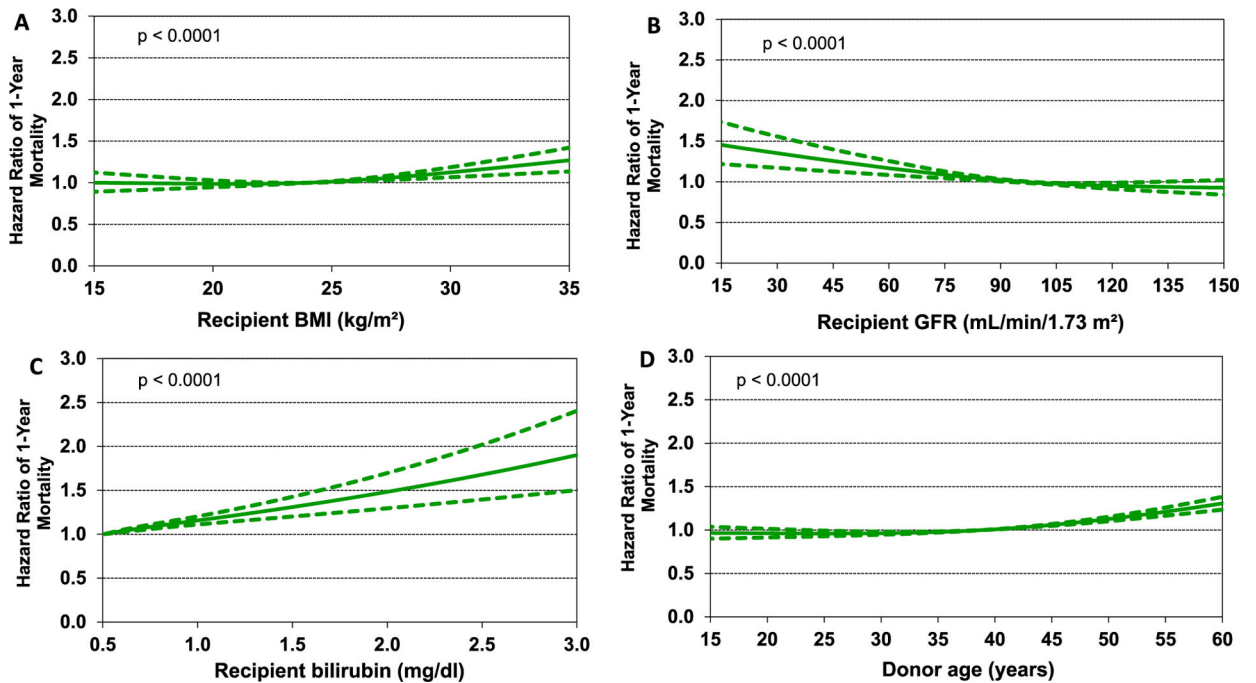 A
Hazard Ratio of 1-Year
Mortality
3.0
2.5
2.0
1.5
1.0
0.5
0.0
p < 0.0001
15 20 25 30 35
Recipient BMI (kg/m²)
B
Hazard Ratio of 1-Year
Mortality
3.0
2.5
2.0
1.5
1.0
0.5
0.0
p < 0.0001
15 30 45 60 75 90 105 120 135 150
Recipient GFR (mL/min/1.73 m²)
C
Hazard Ratio of 1-Year
Mortality
3.0
2.5
2.0
1.5
1.0
0.5
0.0
p < 0.0001
0.5 1.0 1.5 2.0 2.5 3.0
Recipient bilirubin (mg/dl)
D
Hazard Ratio of 1-Year
Mortality
3.0
2.5
2.0
1.5
1.0
0.5
0.0
p < 0.0001
15 20 25 30 35 40 45 50 55 60
Donor age (years)